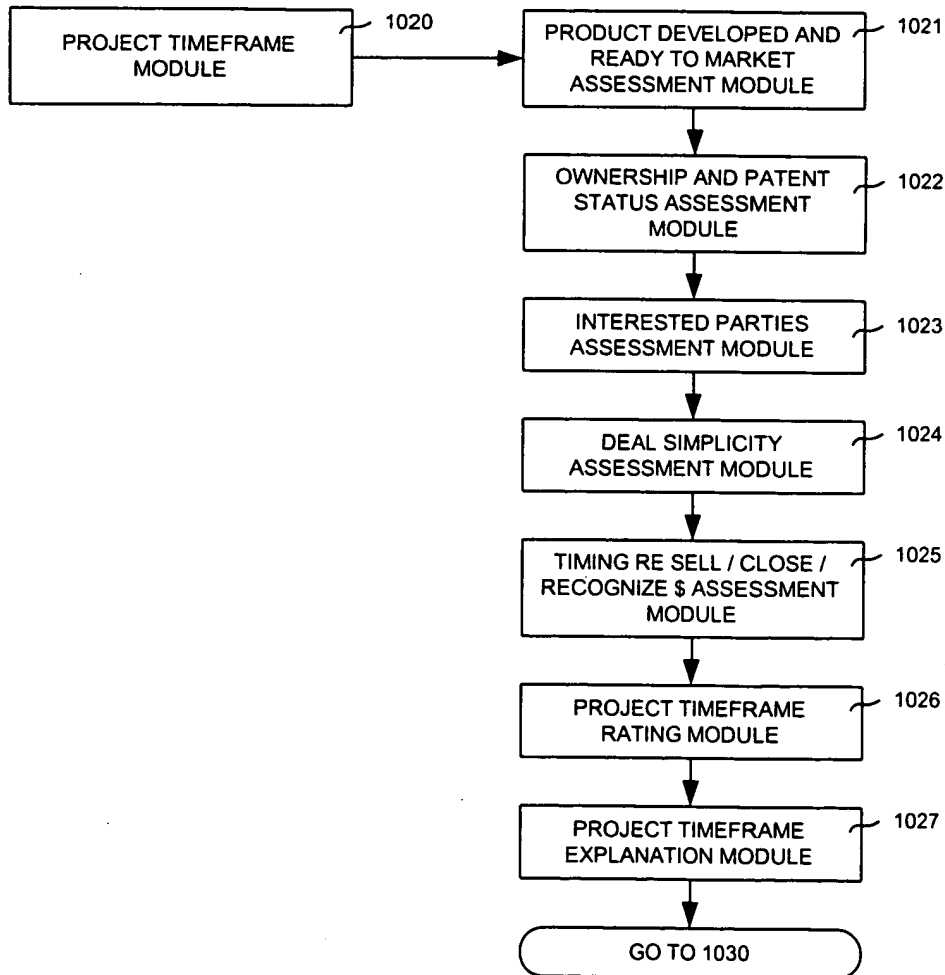 PROJECT TIMEFRAME
MODULE
1020
PRODUCT DEVELOPED AND
READY TO MARKET
ASSESSMENT MODULE
1021
OWNERSHIP AND PATENT
STATUS ASSESSMENT
MODULE
1022
INTERESTED PARTIES
ASSESSMENT MODULE
1023
DEAL SIMPLICITY
ASSESSMENT MODULE
1024
TIMING RE SELL / CLOSE /
RECOGNIZE $ ASSESSMENT
MODULE
1025
PROJECT TIMEFRAME
RATING MODULE
1026
PROJECT TIMEFRAME
EXPLANATION MODULE
1027
GO TO 1030